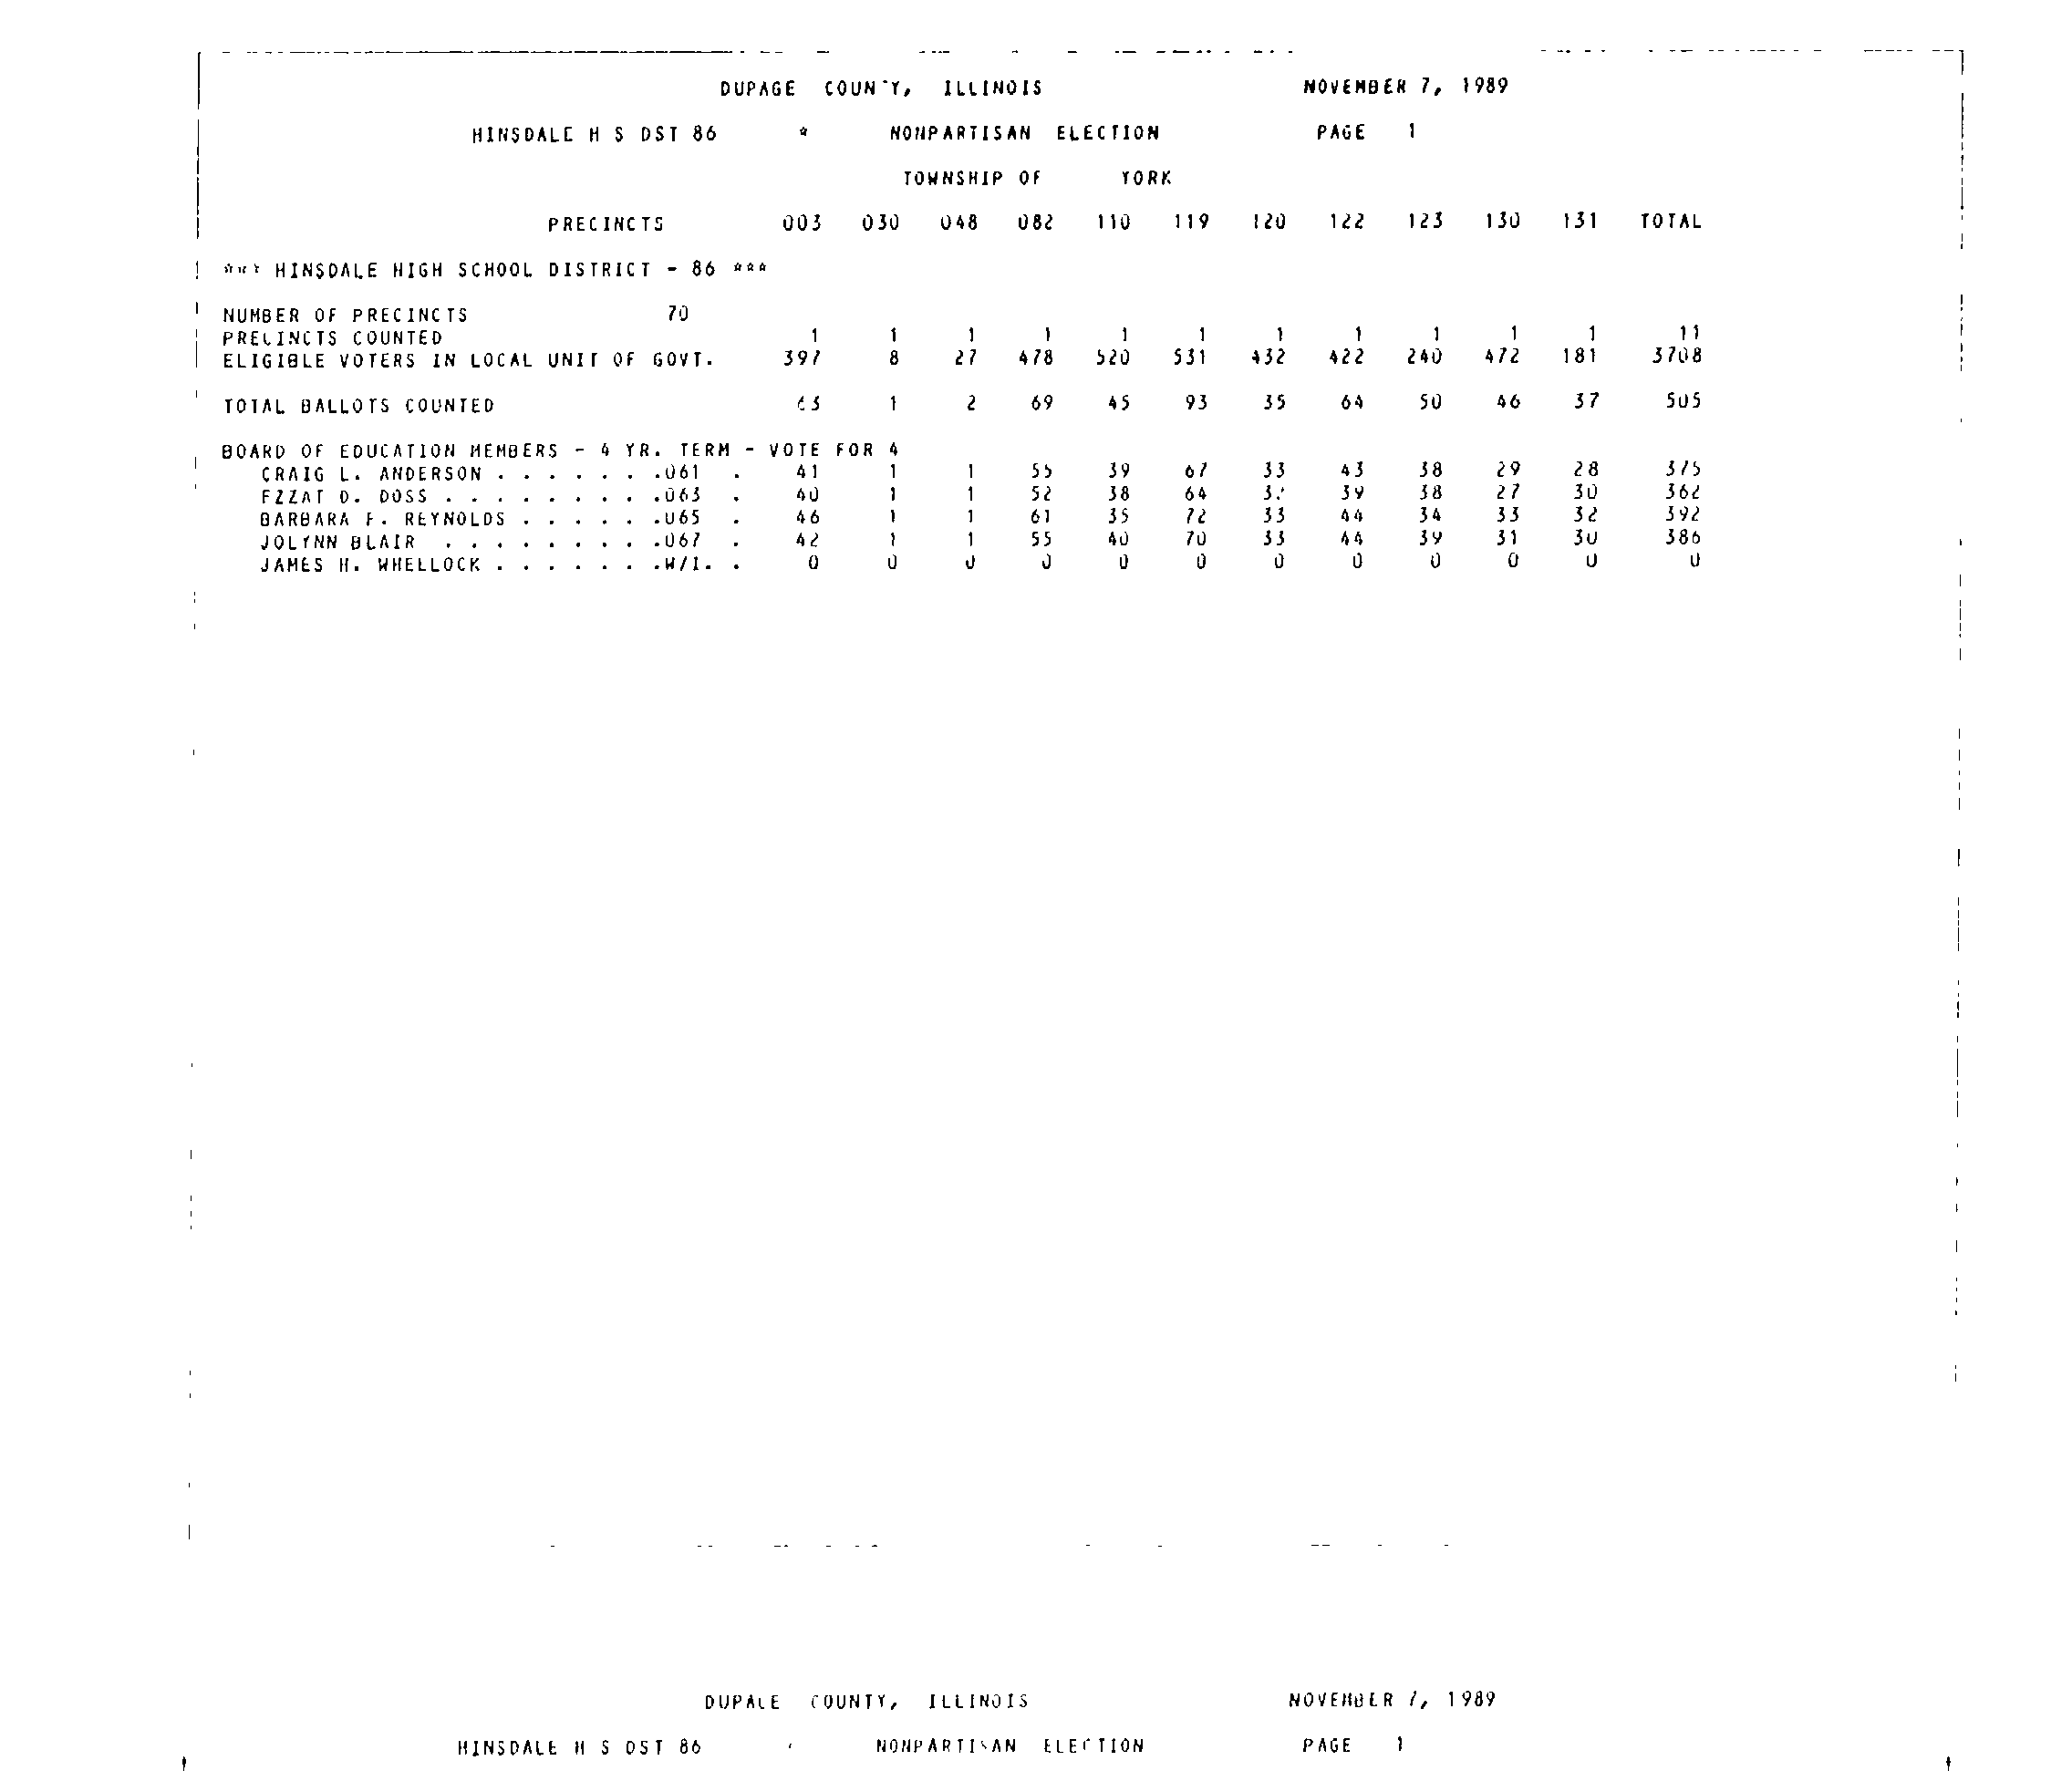 DUPAGE COUNTY, ILLINOIS NOVEMBER 7, 1989
HINSDALE H S DST 86 * NONPARTISAN ELECTION PAGE 1
TOWNSHIP OF YORK
PRECINCTS 003 030 048 082 110 119 120 122 123 130 131 TOTAL
*** HINSDALE HIGH SCHOOL DISTRICT - 86 ***
NUMBER OF PRECINCTS 70
PRECINCTS COUNTED 1 1 1 1 1 1 1 1 1 1 1 11
ELIGIBLE VOTERS IN LOCAL UNIT OF GOVT. 397 8 27 478 520 531 432 422 240 472 181 3708
TOTAL BALLOTS COUNTED 63 1 2 69 45 93 35 64 50 46 37 505
BOARD OF EDUCATION MEMBERS - 4 YR. TERM - VOTE FOR 4
CRAIG L. ANDERSON . . . . . . .061 . 41 1 1 55 39 67 33 43 38 29 28 375
EZZAT D. DOSS . . . . . . . . .063 . 40 1 1 52 38 64 32 39 38 27 30 362
BARBARA F. REYNOLDS . . . . . .065 . 46 1 1 61 35 72 33 44 34 33 32 392
JOLYNN BLAIR . . . . . . . . .067 . 42 1 1 55 40 70 33 44 39 31 30 386
JAMES H. WHELLOCK . . . . . . .W/I. . 0 0 0 0 0 0 0 0 0 0 0 0
DUPAGE COUNTY, ILLINOIS NOVEMBER 7, 1989
HINSDALE H S DST 86 NONPARTISAN ELECTION PAGE 1